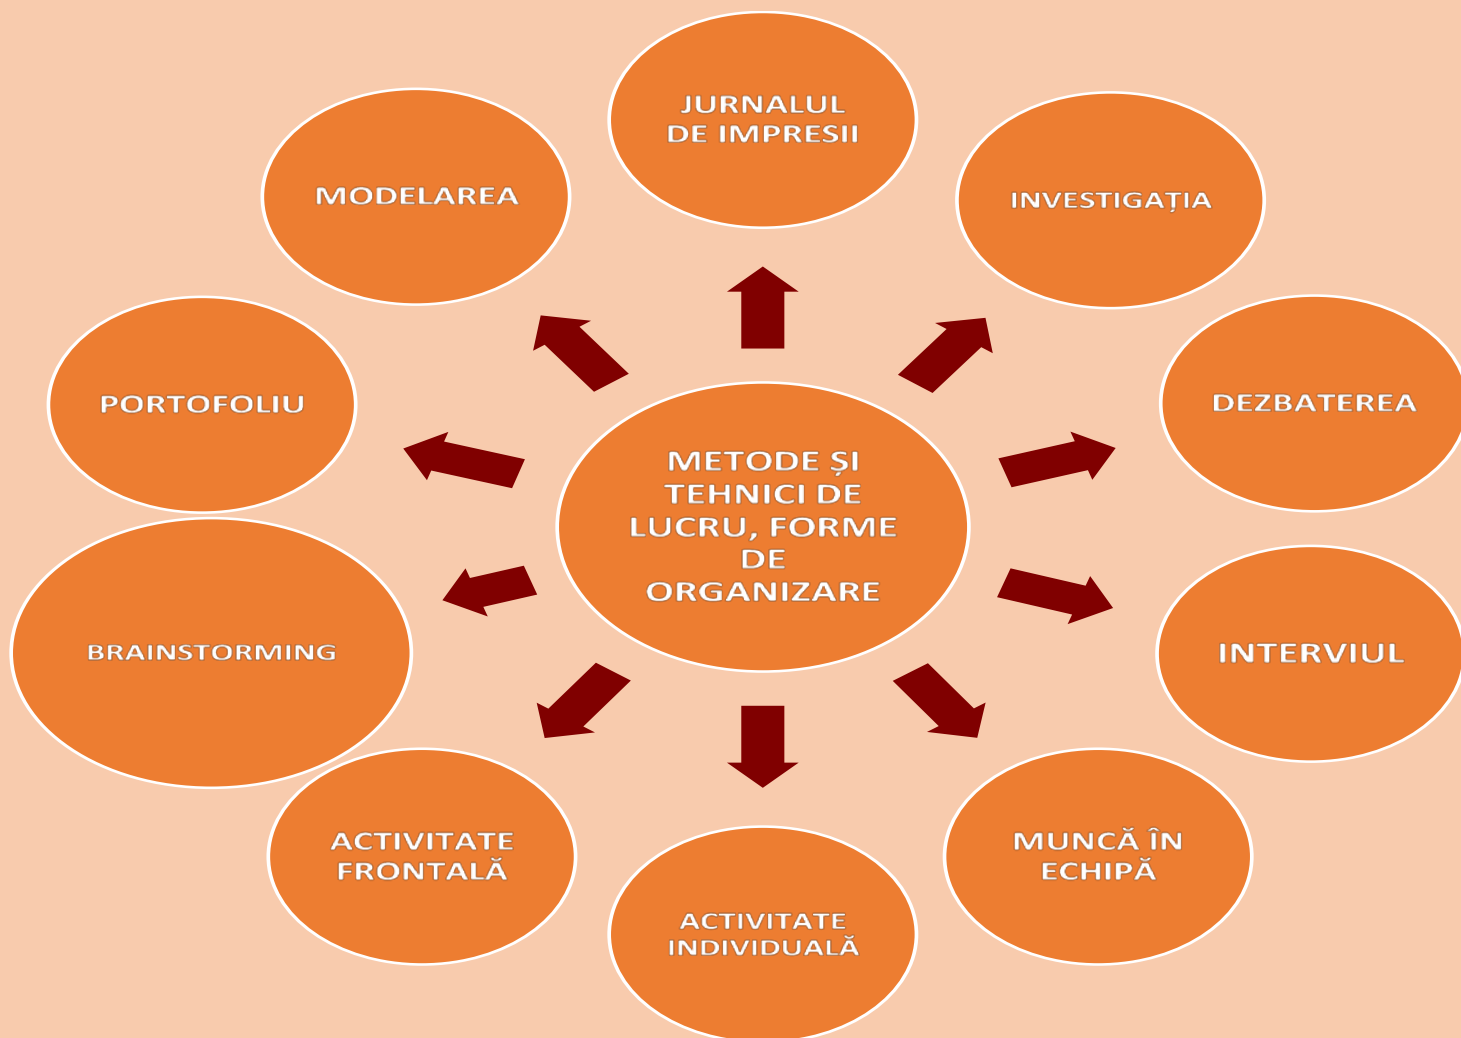 JURNALUL
DE IMPRESII
MODELAREA
INVESTIGAȚIA
PORTOFOLIU
DEZBATEREA
METODE ȘI
TEHNICI DE
LUCRU, FORME
DE
ORGANIZARE
BRAINSTORMING
INTERVIUL
ACTIVITATE
FRONTALĂ
MUNCĂ ÎN
ECHIPĂ
ACTIVITATE
INDIVIDUALĂ